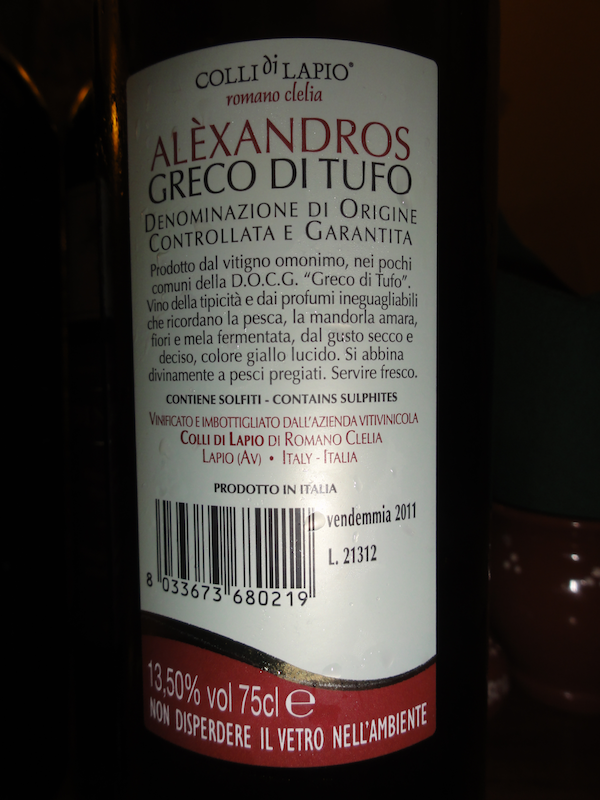 COLLI di LAPIO®
romano clelia
ALÈXANDROS
GRECO DI TUFO
DENOMINAZIONE DI ORIGINE
CONTROLLATA E GARANTITA
Prodotto dal vitigno omonimo, nei pochi
comuni della D.O.C.G. "Greco di Tufo".
Vino della tipicità e dai profumi ineguagliabili
che ricordano la pesca, la mandorla amara,
fiori e mela fermentata, dal gusto secco e
deciso, colore giallo lucido. Si abbina
divinamente a pesci pregiati. Servire fresco.
CONTIENE SOLFITI - CONTAINS SULPHITES
VINIFICATO E IMBOTTIGLIATO DALL'AZIENDA VITIVINICOLA
COLLI DI LAPIO DI ROMANO CLELIA
LAPIO (AV) • ITALY - ITALIA
PRODOTTO IN ITALIA
vendemmia 2011
L. 21312
8 033673 680219
13,50% vol 75cl e
NON DISPERDERE IL VETRO NELL'AMBIENTE